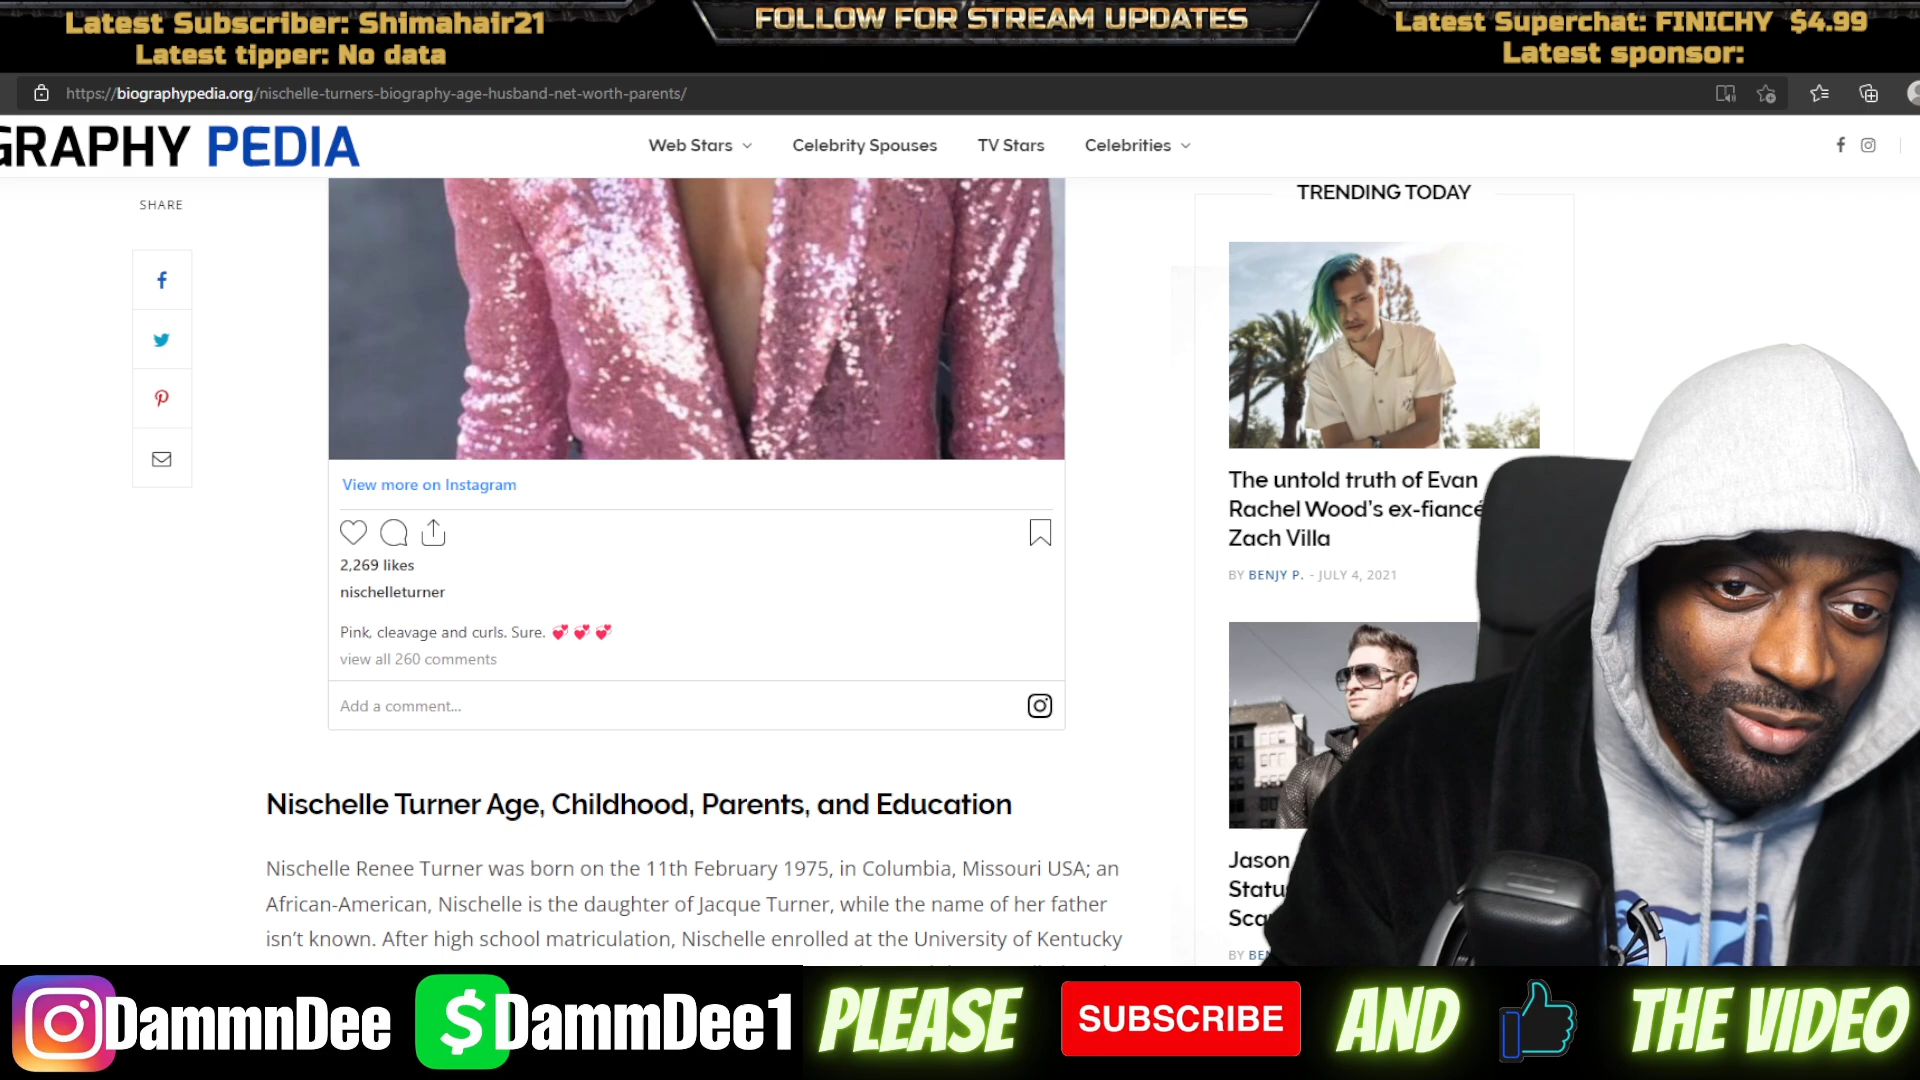 Latest Subscriber: Shimahair21
Latest tipper: No data
FOLLOW FOR STREAM UPDATES
Latest Superchat: FINICHY $4.99
Latest sponsor:
https://biographypedia.org/nischelle-turners-biography-age-husband-net-worth-parents/
GRAPHY PEDIA
Web Stars
Celebrity Spouses
TV Stars
Celebrities
SHARE
View more on Instagram
2,269 likes
nischelleturner
Pink, cleavage and curls. Sure. 💞 💞 💞
view all 260 comments
Add a comment...
Nischelle Turner Age, Childhood, Parents, and Education
Nischelle Renee Turner was born on the 11th February 1975, in Columbia, Missouri USA; an
African-American, Nischelle is the daughter of Jacque Turner, while the name of her father
isn't known. After high school matriculation, Nischelle enrolled at the University of Kentucky
TRENDING TODAY
The untold truth of Evan
Rachel Wood's ex-fiancé
Zach Villa
BY BENJY P. - JULY 4, 2021
Jason
BY
DammnDee
$ DammDee1
PLEASE
SUBSCRIBE
AND
THE VIDEO